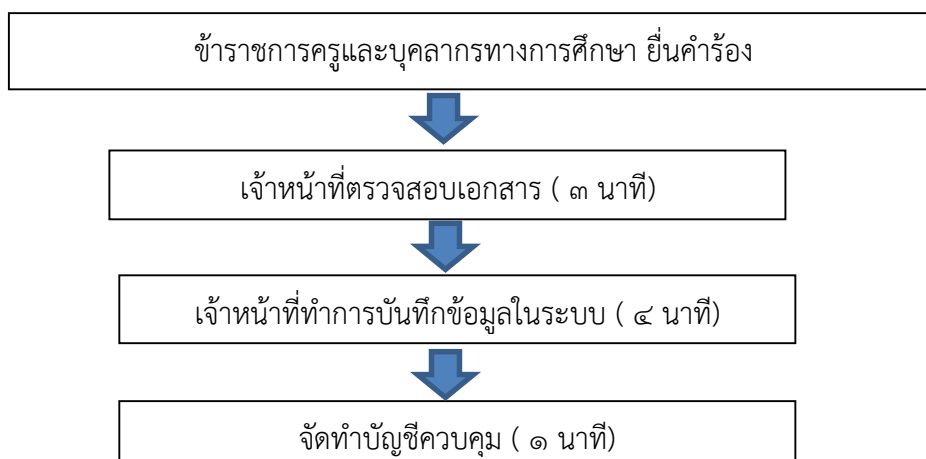 ข้าราชการครูและบุคลากรทางการศึกษา ยื่นคำร้อง
เจ้าหน้าที่ตรวจสอบเอกสาร ( ๓ นาที)
เจ้าหน้าที่ทำการบันทึกข้อมูลในระบบ ( ๔ นาที)
จัดทำบัญชีควบคุม ( ๑ นาที)